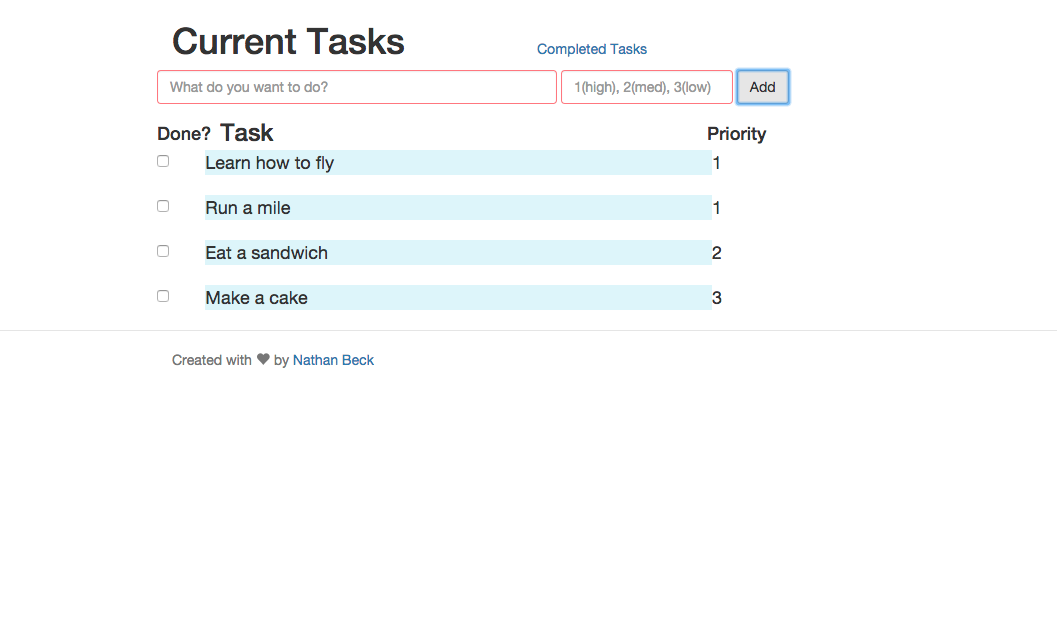 Current Tasks Completed Tasks
What do you want to do? 1(high), 2(med), 3(low) Add
Done? Task Priority
Learn how to fly 1
Run a mile 1
Eat a sandwich 2
Make a cake 3
Created with ♥ by Nathan Beck